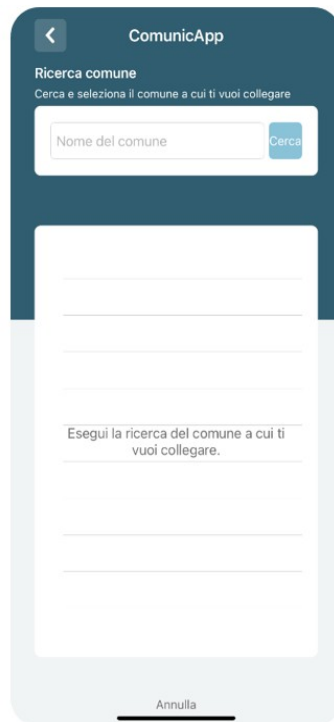 ComunicApp
Ricerca comune
Cerca e seleziona il comune a cui ti vuoi collegare
Nome del comune
Cerca
Esegui la ricerca del comune a cui ti
vuoi collegare.
Annulla